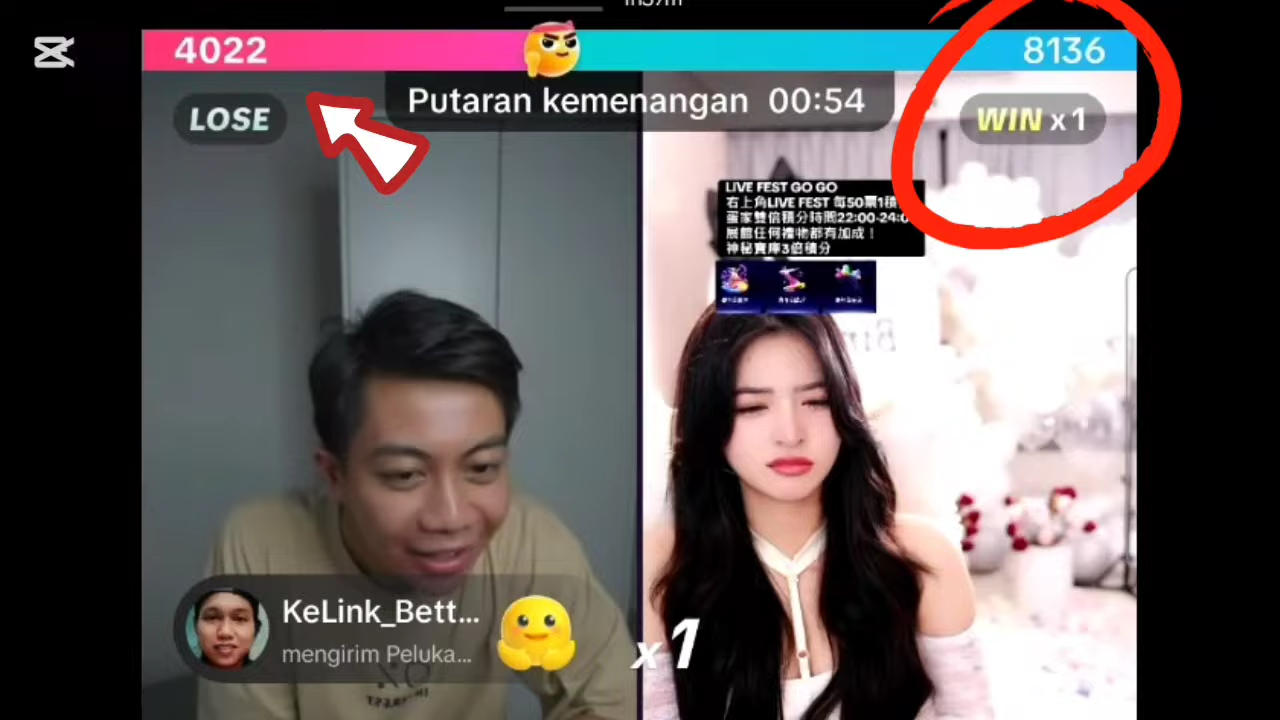 4022
8136
Putaran kemenangan 00:54
LOSE
WIN x1
LIVE FEST GO GO
右上角LIVE FEST 每50票1積
蛋家雙倍積分時間22:00-24:0
展館任何禮物都有加成！
神秘寶庫3倍積分
KeLink_Bett...
mengirim Peluka...
x1